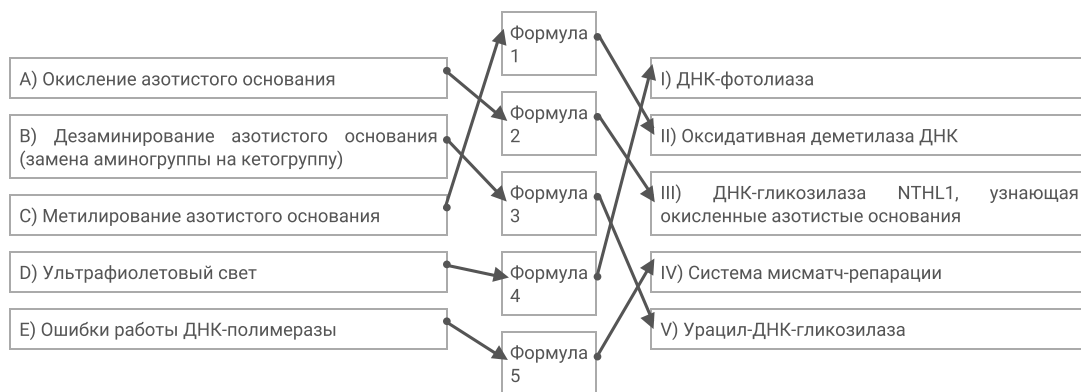 А) Окисление азотистого основания
В) Дезаминирование азотистого основания
(замена аминогруппы на кетогруппу)
С) Метилирование азотистого основания
D) Ультрафиолетовый свет
Е) Ошибки работы ДНК-полимеразы
Формула
1
Формула
2
Формула
3
Формула
4
Формула
5
I) ДНК-фотолиаза
II) Оксидативная деметилаза ДНК
III) ДНК-гликозилаза NTHL1, узнающая
окисленные азотистые основания
IV) Система мисматч-репарации
V) Урацил-ДНК-гликозилаза